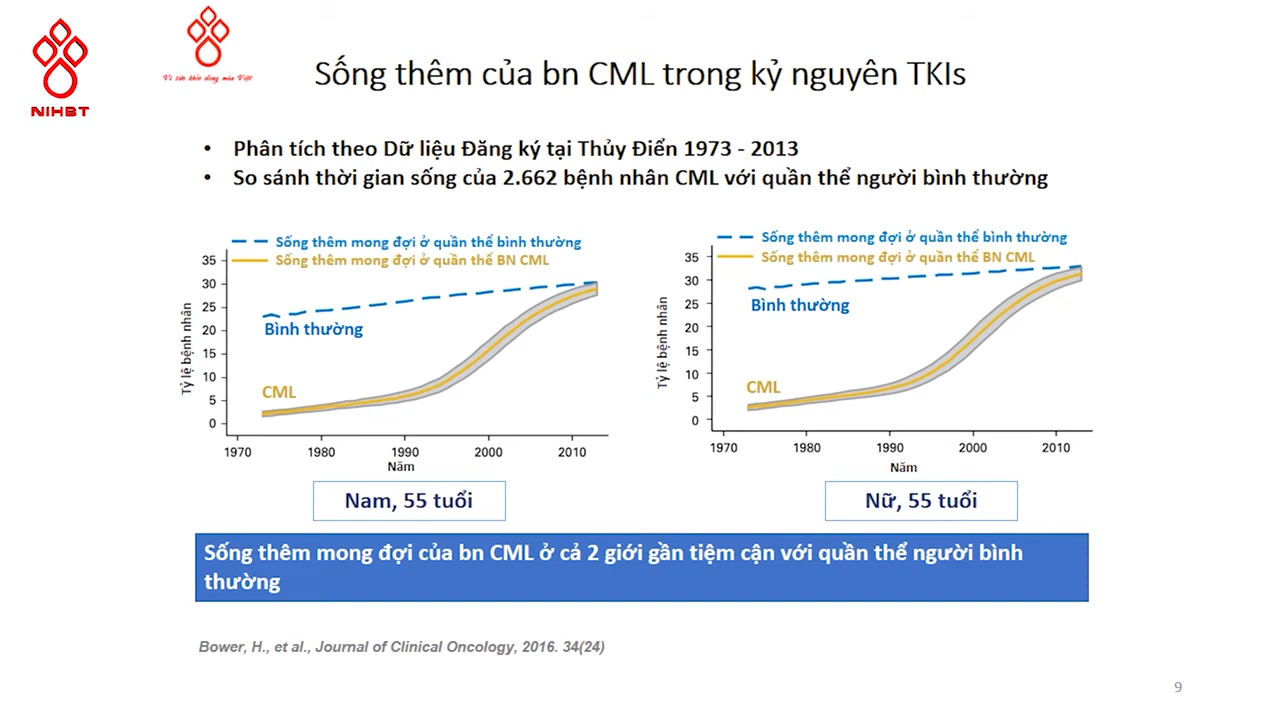 NIHBT
Vì sức khỏe dòng máu Việt
Sống thêm của bn CML trong kỷ nguyên TKIs
• Phân tích theo Dữ liệu Đăng ký tại Thủy Điển 1973 - 2013
• So sánh thời gian sống của 2.662 bệnh nhân CML với quần thể người bình thường
Sống thêm mong đợi ở quần thể bình thường
Sống thêm mong đợi ở quần thể BN CML
Tỷ lệ bệnh nhân
35
30
25
20
15
10
5
0
Bình thường
CML
1970 1980 1990 2000 2010
Năm
Nam, 55 tuổi
Sống thêm mong đợi ở quần thể bình thường
Sống thêm mong đợi ở quần thể BN CML
Tỷ lệ bệnh nhân
35
30
25
20
15
10
5
0
Bình thường
CML
1970 1980 1990 2000 2010
Năm
Nữ, 55 tuổi
Sống thêm mong đợi của bn CML ở cả 2 giới gần tiệm cận với quần thể người bình
thường
Bower, H., et al., Journal of Clinical Oncology, 2016. 34(24)
9